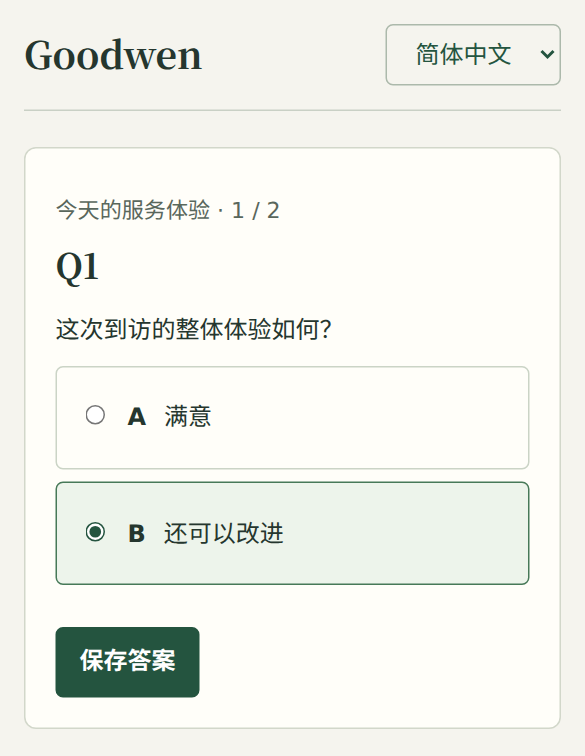 Goodwen
简体中文
今天的服务体验 · 1 / 2
Q1
这次到访的整体体验如何？
A 满意
B 还可以改进
保存答案